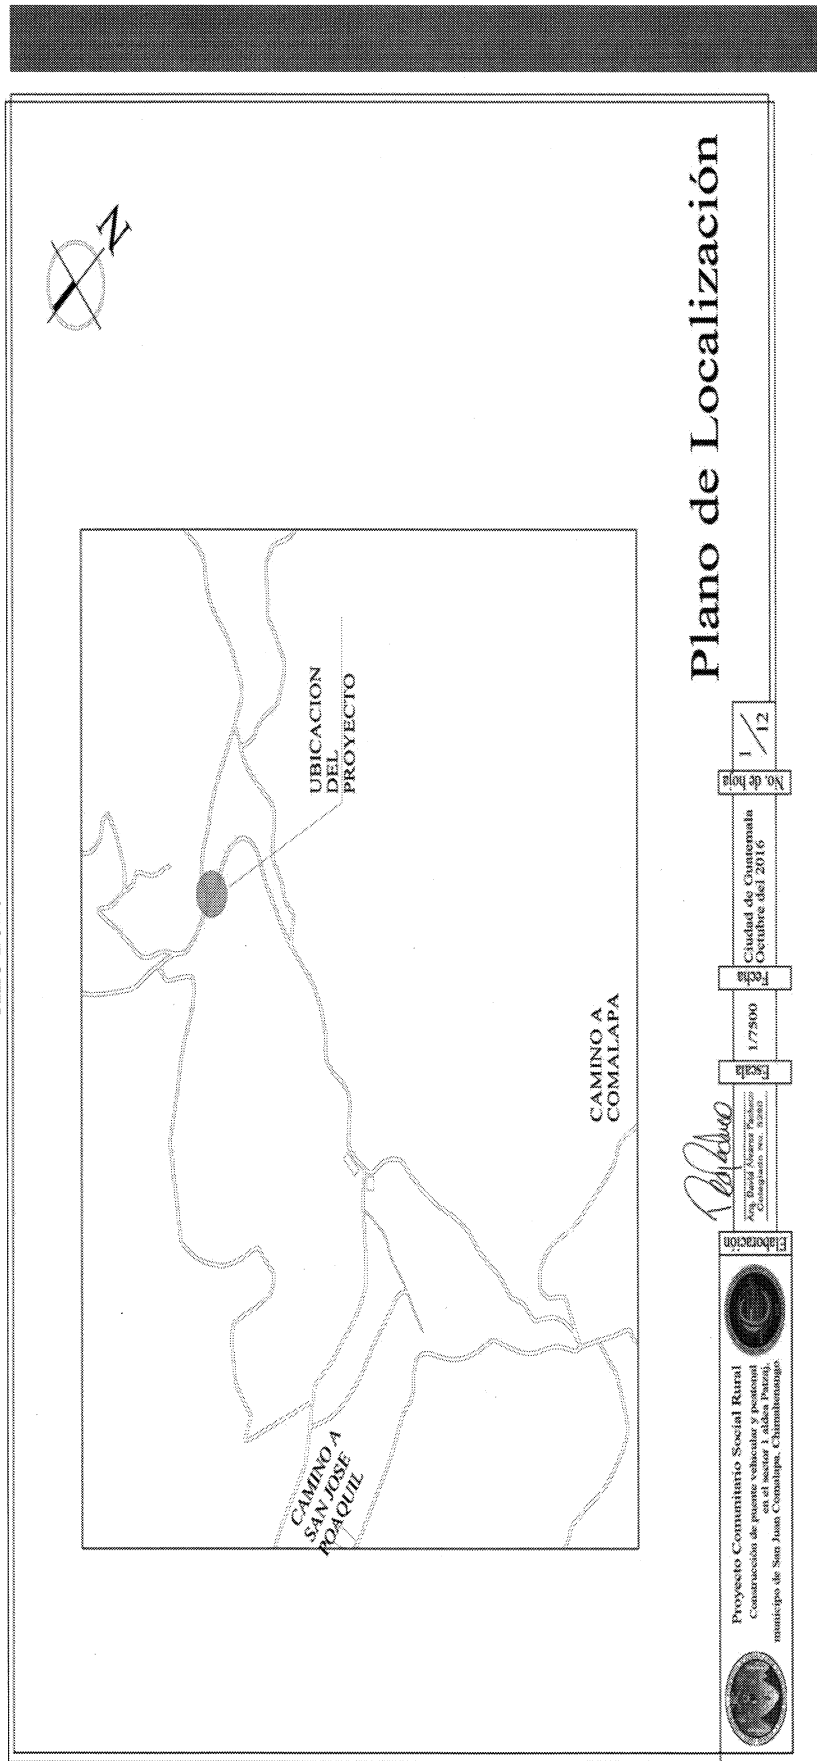 N
UBICACION
DEL
PROYECTO
CAMINO A
SAN JOSE
POAQUIL
CAMINO A
COMALAPA
Plano de Localización
Proyecto Comunitario Social Rural
Construcción de puente vehicular y peatonal
en el sector 1 aldea Patzaj,
municipo de San Juan Comalapa, Chimaltenango.
Elaboración
Arq. David Alvarez Pacheco
Colegiado No. 5280
Escala
1/7500
Fecha
Ciudad de Guatemala
Octubre del 2016
No. de hoja
1/12